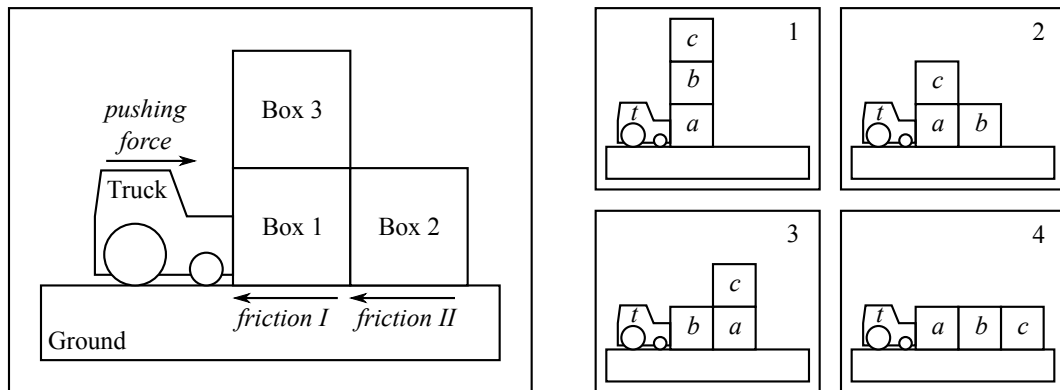 pushing
force
Truck
Box 3
Box 1
Box 2
friction I
friction II
Ground
1
c
b
t
a
2
c
t
a
b
3
c
t
b
a
4
t
a
b
c